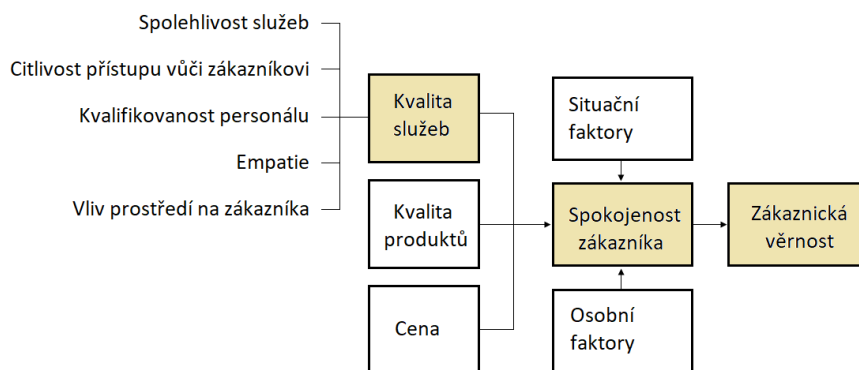 Spolehlivost služeb
Citlivost přístupu vůči zákazníkovi
Kvalifikovanost personálu
Empatie
Vliv prostředí na zákazníka
Kvalita
služeb
Kvalita
produktů
Cena
Situační
faktory
Spokojenost
zákazníka
Osobní
faktory
Zákaznická
věrnost